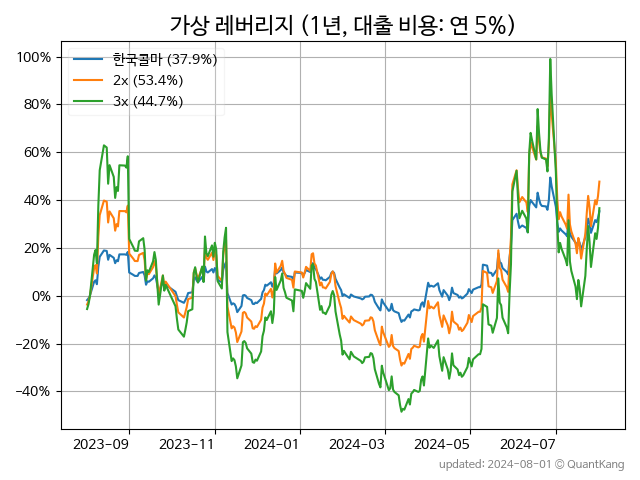 가상 레버리지 (1년, 대출 비용: 연 5%)
100%
80%
60%
40%
20%
0%
−20%
−40%
한국콜마 (37.9%)
2x (53.4%)
3x (44.7%)
2023-09
2023-11
2024-01
2024-03
2024-05
2024-07
updated: 2024-08-01 © QuantKang